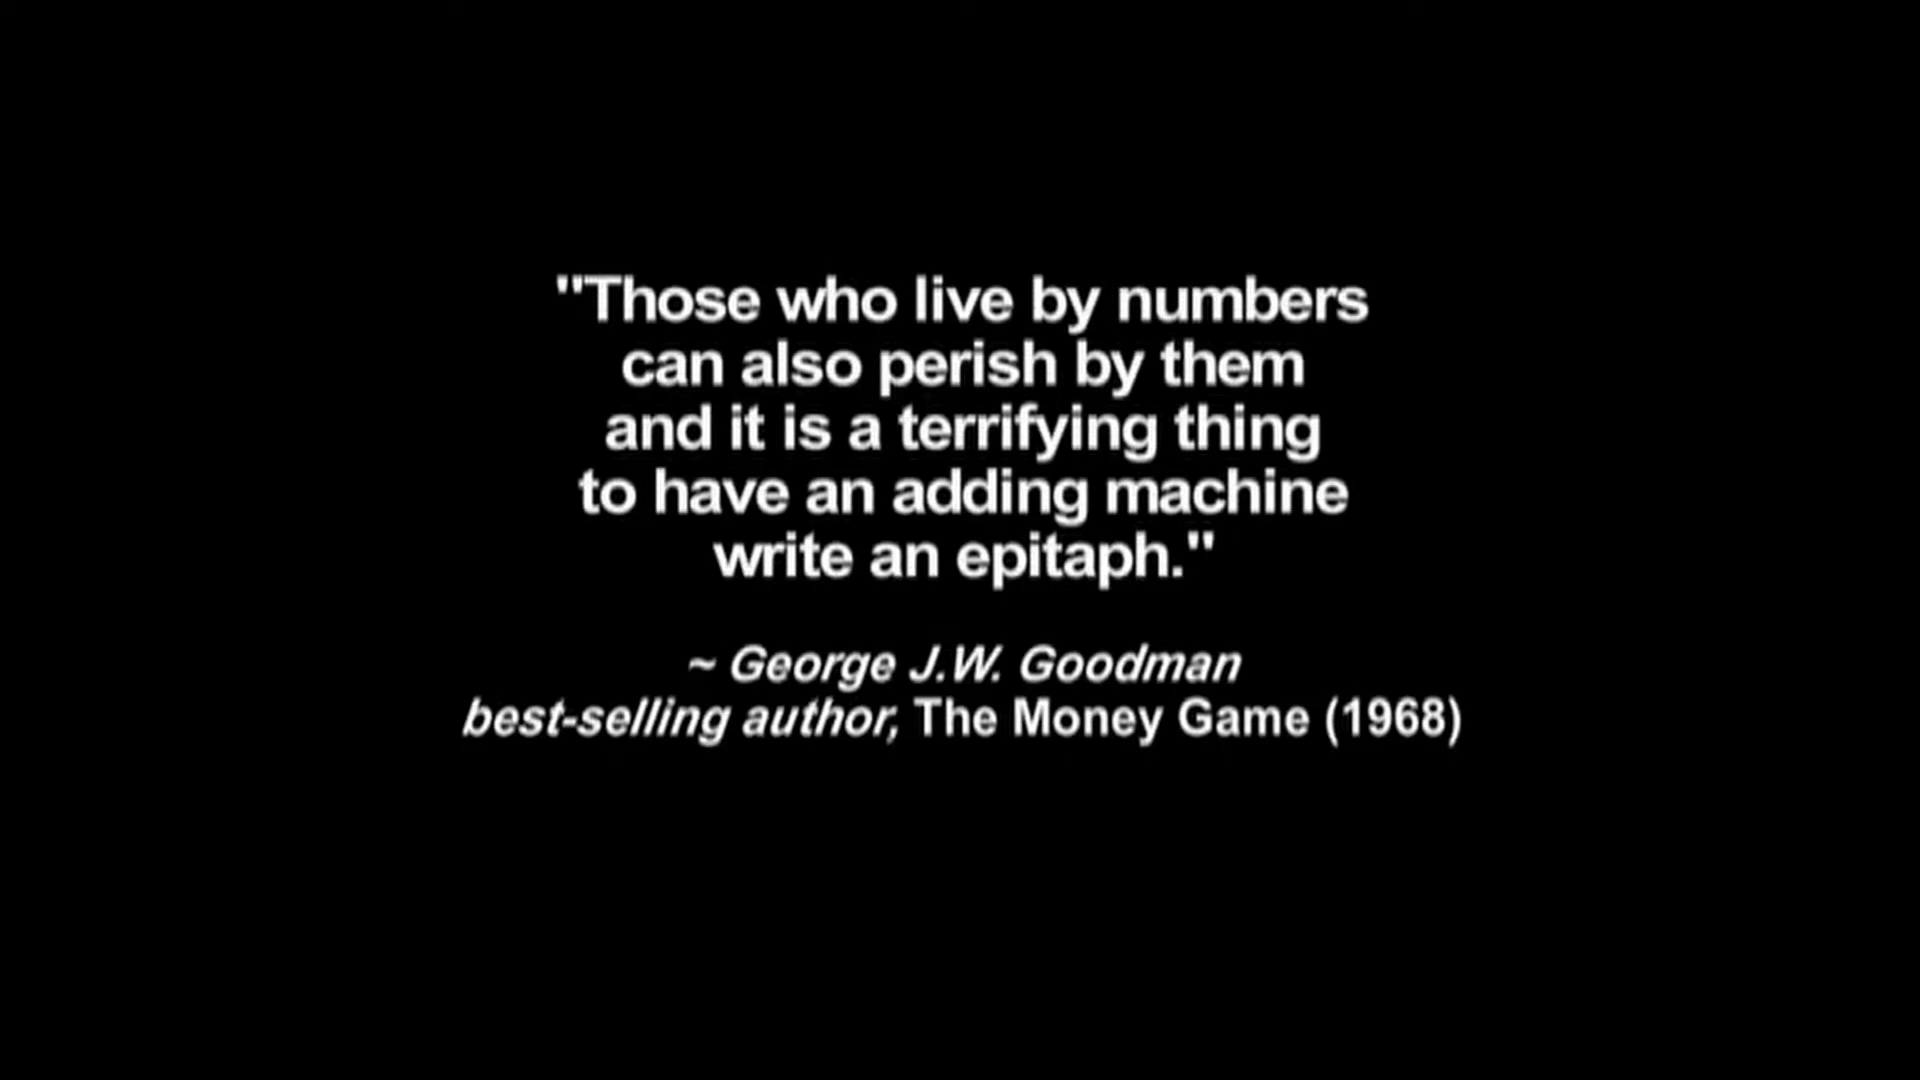 "Those who live by numbers
can also perish by them
and it is a terrifying thing
to have an adding machine
write an epitaph."
~ George J.W. Goodman
best-selling author, The Money Game (1968)